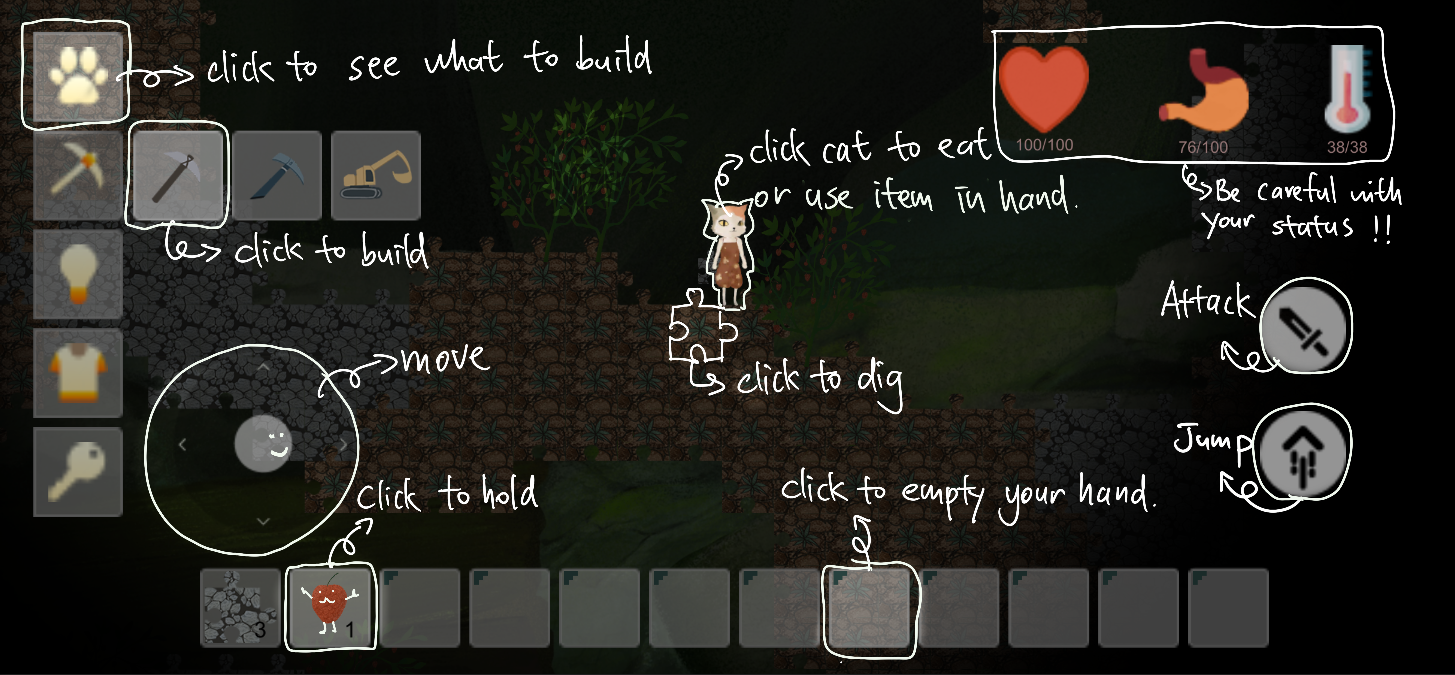 click to see what to build
click cat to eat
or use item in hand.
100/100
76/100
38/38
Be careful with
your status !!
click to build
Attack
move
click to dig
Jump
click to hold
click to empty your hand.
3
1